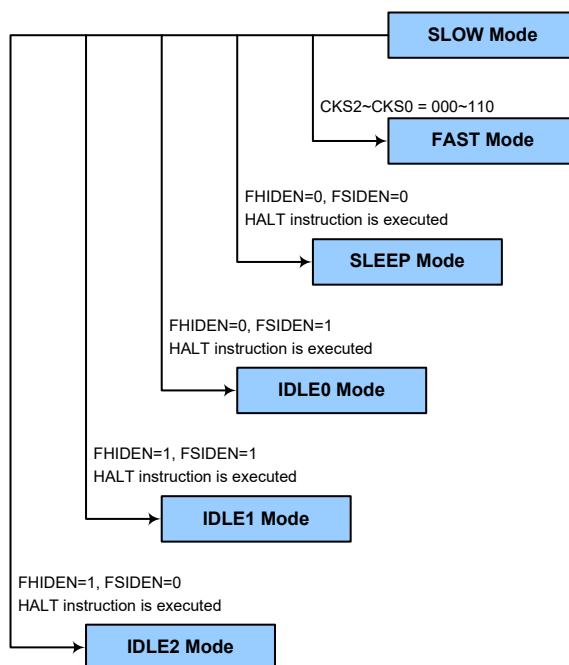 SLOW Mode
CKS2~CKS0 = 000~110
FAST Mode
FHIDEN=0, FSIDEN=0
HALT instruction is executed
SLEEP Mode
FHIDEN=0, FSIDEN=1
HALT instruction is executed
IDLE0 Mode
FHIDEN=1, FSIDEN=1
HALT instruction is executed
IDLE1 Mode
FHIDEN=1, FSIDEN=0
HALT instruction is executed
IDLE2 Mode